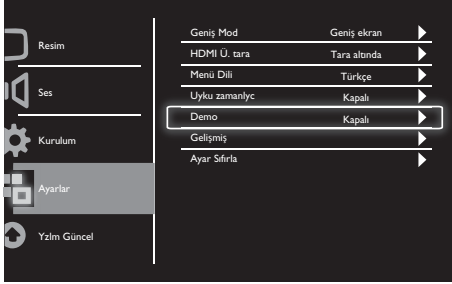 Resim
Ses
Kurulum
Ayarlar
Yzlm Güncel
Geniş Mod Geniş ekran
HDMI Ü. tara Tara altında
Menü Dili Türkçe
Uyku zamanlyc Kapalı
Demo Kapalı
Gelişmiş
Ayar Sıfırla